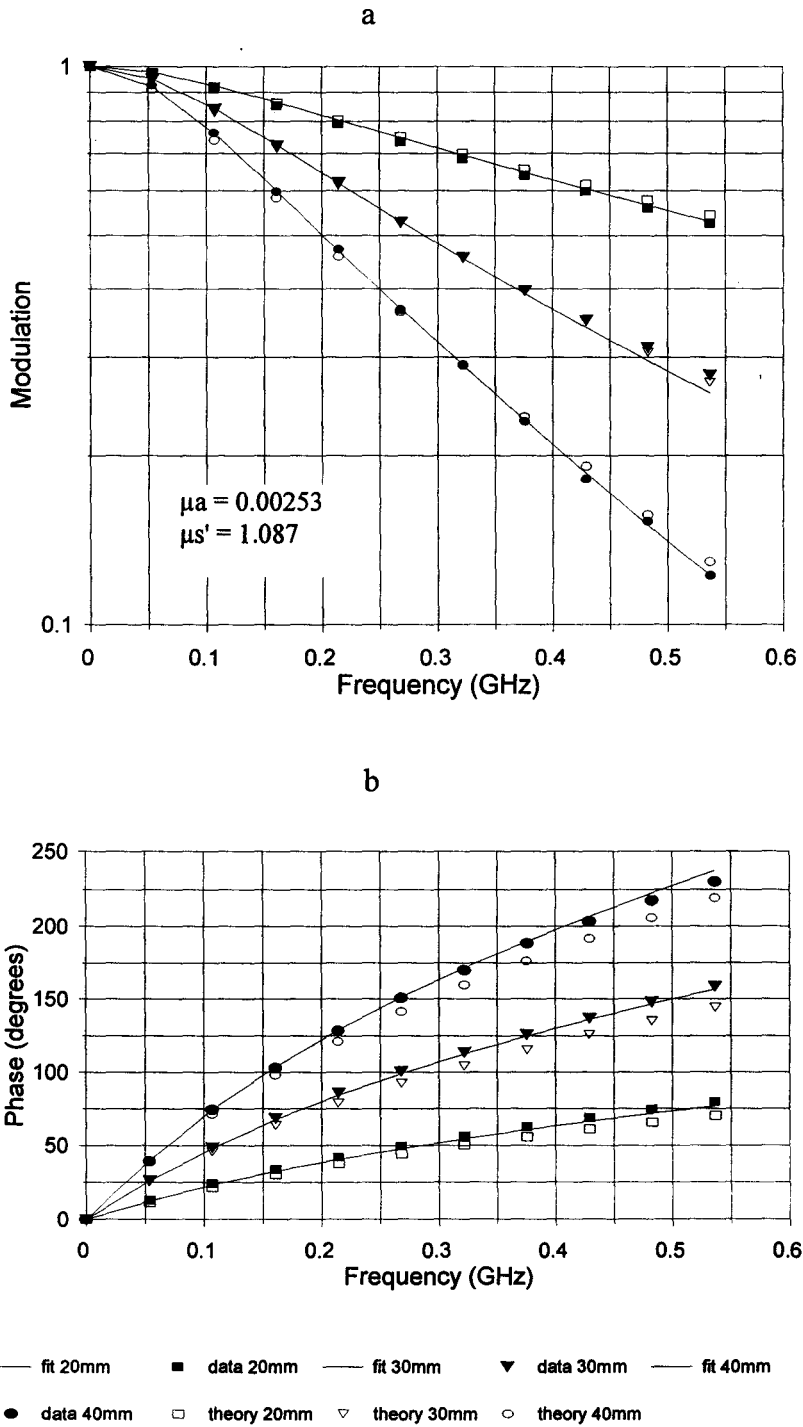 a
1
0.1
Modulation
µa = 0.00253
µs' = 1.087
0 0.1 0.2 0.3 0.4 0.5 0.6
Frequency (GHz)
b
250
200
150
100
50
0
Phase (degrees)
0 0.1 0.2 0.3 0.4 0.5 0.6
Frequency (GHz)
fit 20mm data 20mm fit 30mm data 30mm fit 40mm
data 40mm theory 20mm theory 30mm theory 40mm